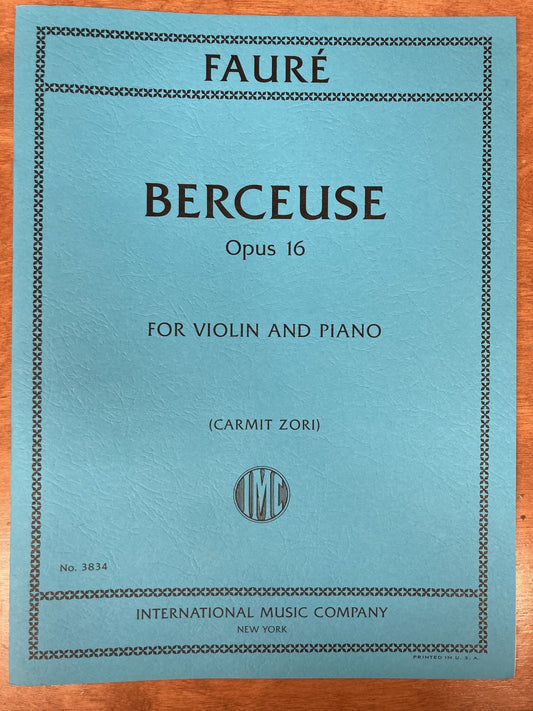 FAURÉ
BERCEUSE
Opus 16
FOR VIOLIN AND PIANO
(CARMIT ZORI)
IMC
No. 3834
INTERNATIONAL MUSIC COMPANY
NEW YORK
PRINTED IN U. S. A.